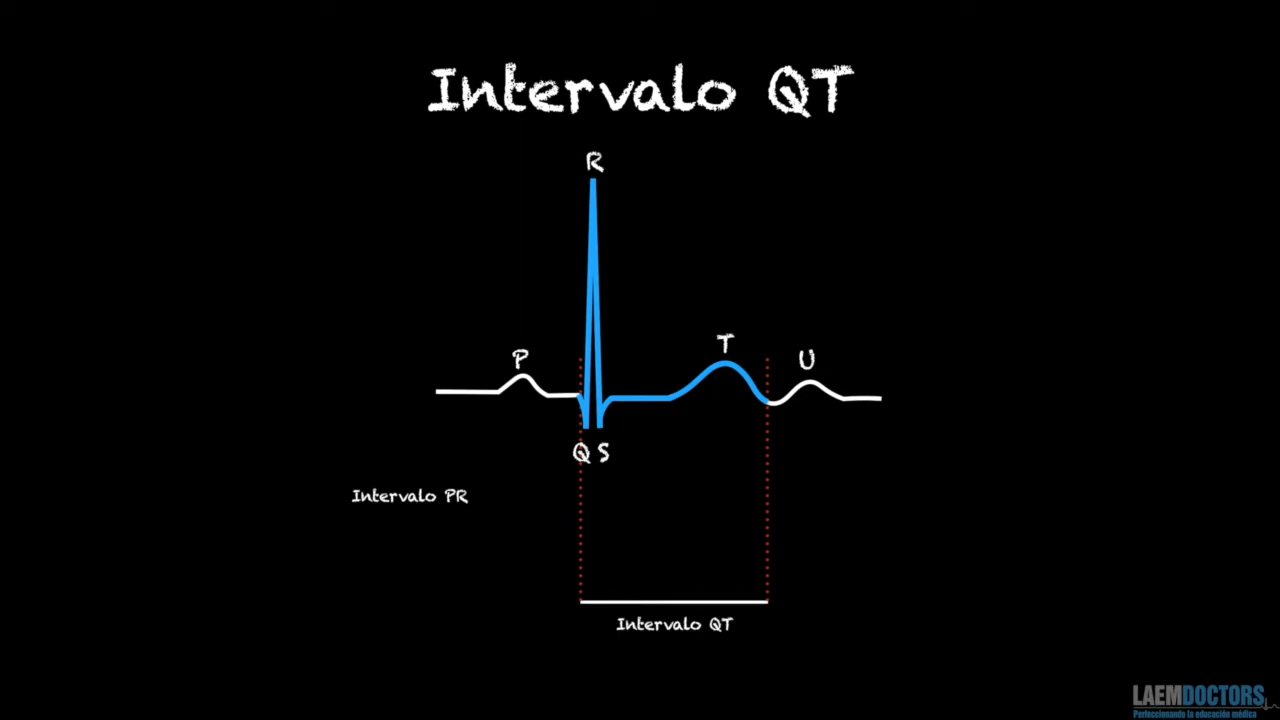 Intervalo QT
R
T
P
U
Q S
Intervalo PR
Intervalo QT
LAEMDOCTORS
Perfeccionando la educación médica